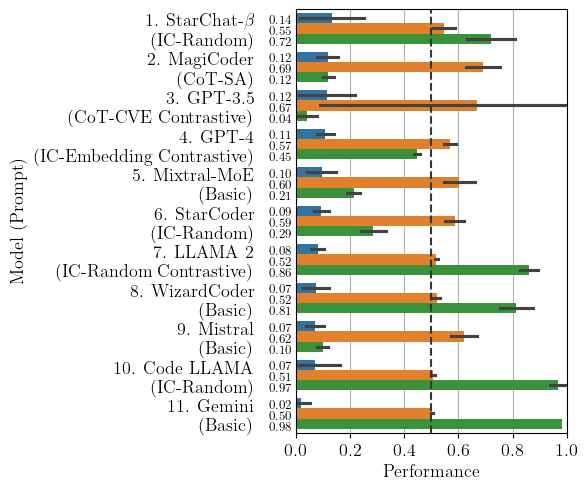 1. StarChat-β
(IC-Random)
0.14
0.55
0.72
2. MagiCoder
(CoT-SA)
0.12
0.69
0.12
3. GPT-3.5
(CoT-CVE Contrastive)
0.12
0.67
0.04
4. GPT-4
(IC-Embedding Contrastive)
0.11
0.57
0.45
5. Mixtral-MoE
(Basic)
0.10
0.60
0.21
6. StarCoder
(IC-Random)
0.09
0.59
0.29
7. LLAMA 2
(IC-Random Contrastive)
0.08
0.52
0.86
8. WizardCoder
(Basic)
0.07
0.52
0.81
9. Mistral
(Basic)
0.07
0.62
0.10
10. Code LLAMA
(IC-Random)
0.07
0.51
0.97
11. Gemini
(Basic)
0.02
0.50
0.98
Model (Prompt)
0.0 0.2 0.4 0.6 0.8 1.0
Performance